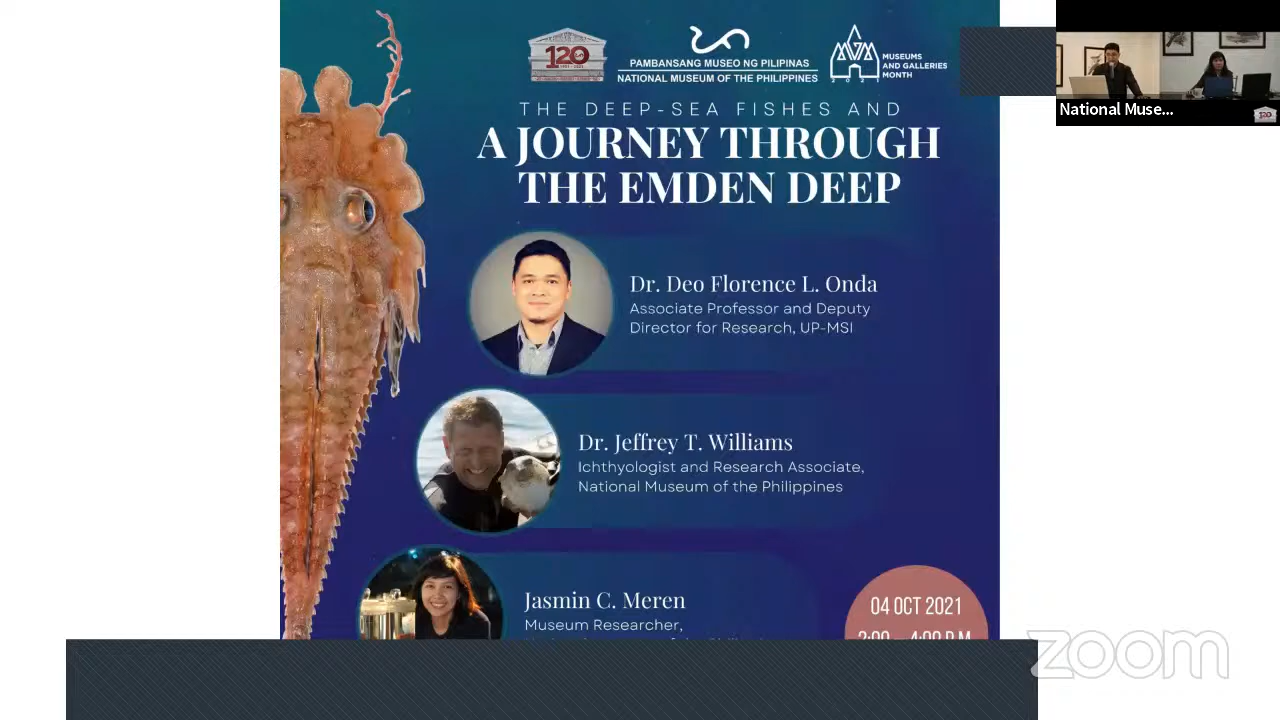 120
PAMBANSANG MUSEO NG PILIPINAS
NATIONAL MUSEUM OF THE PHILIPPINES
MUSEUMS
AND GALLERIES
MONTH
2021
THE DEEP-SEA FISHES AND
A JOURNEY THROUGH
THE EMDEN DEEP
Dr. Deo Florence L. Onda
Associate Professor and Deputy
Director for Research, UP-MSI
Dr. Jeffrey T. Williams
Ichthyologist and Research Associate,
National Museum of the Philippines
Jasmin C. Meren
Museum Researcher,
04 OCT 2021
National Muse...
120
zoom